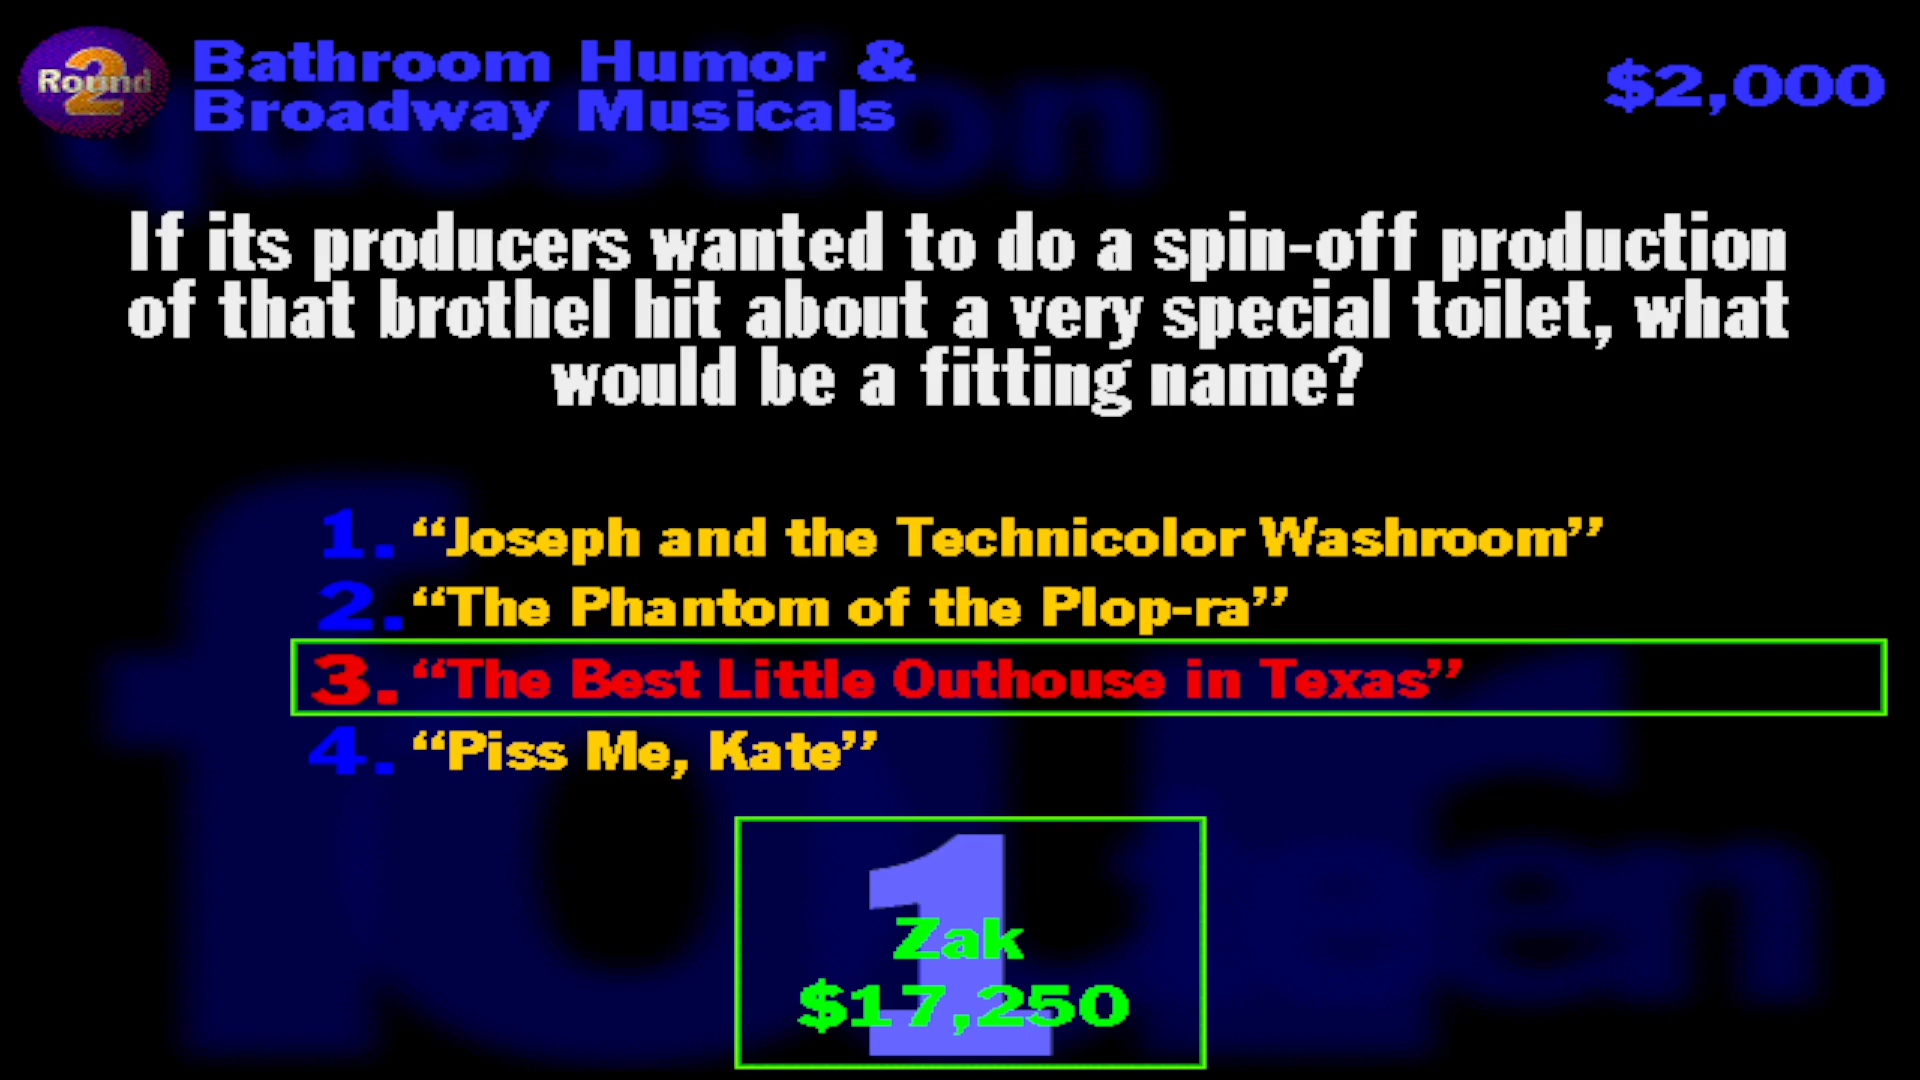 Round 2
Bathroom Humor &
Broadway Musicals
$2,000
question
If its producers wanted to do a spin-off production
of that brothel hit about a very special toilet, what
would be a fitting name?
1. “Joseph and the Technicolor Washroom”
2. “The Phantom of the Plop-ra”
3. “The Best Little Outhouse in Texas”
4. “Piss Me, Kate”
1
Zak
$17,250